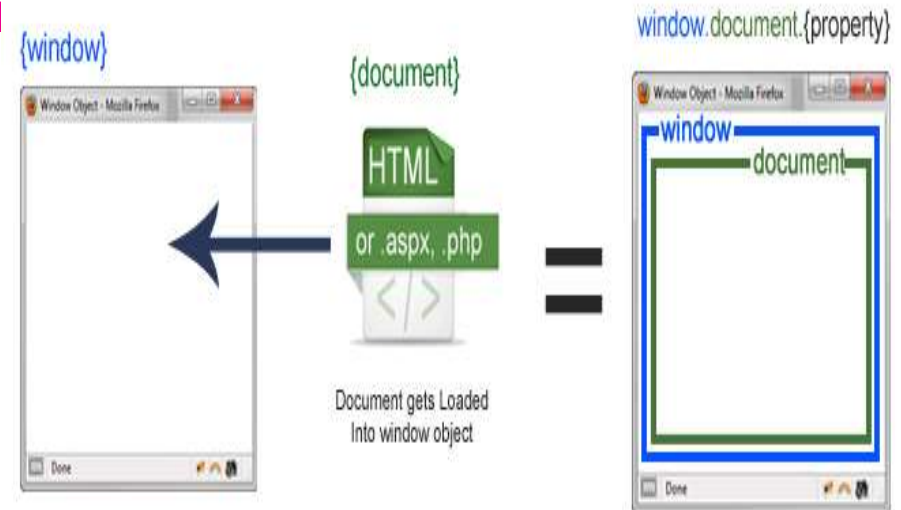 {window}
Window Object - Mozilla Firefox
Done
{document}
HTML
or .aspx, .php
</>
Document gets Loaded
Into window object
=
window.document.{property}
Window Object - Mozilla Firefox
window
document
Done